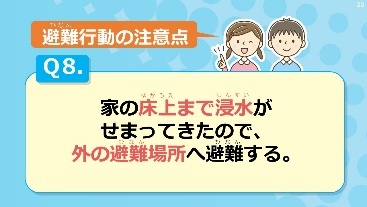 29
避難行動の注意点
Q8.
家の床上まで浸水が
せまってきたので、
外の避難場所へ避難する。